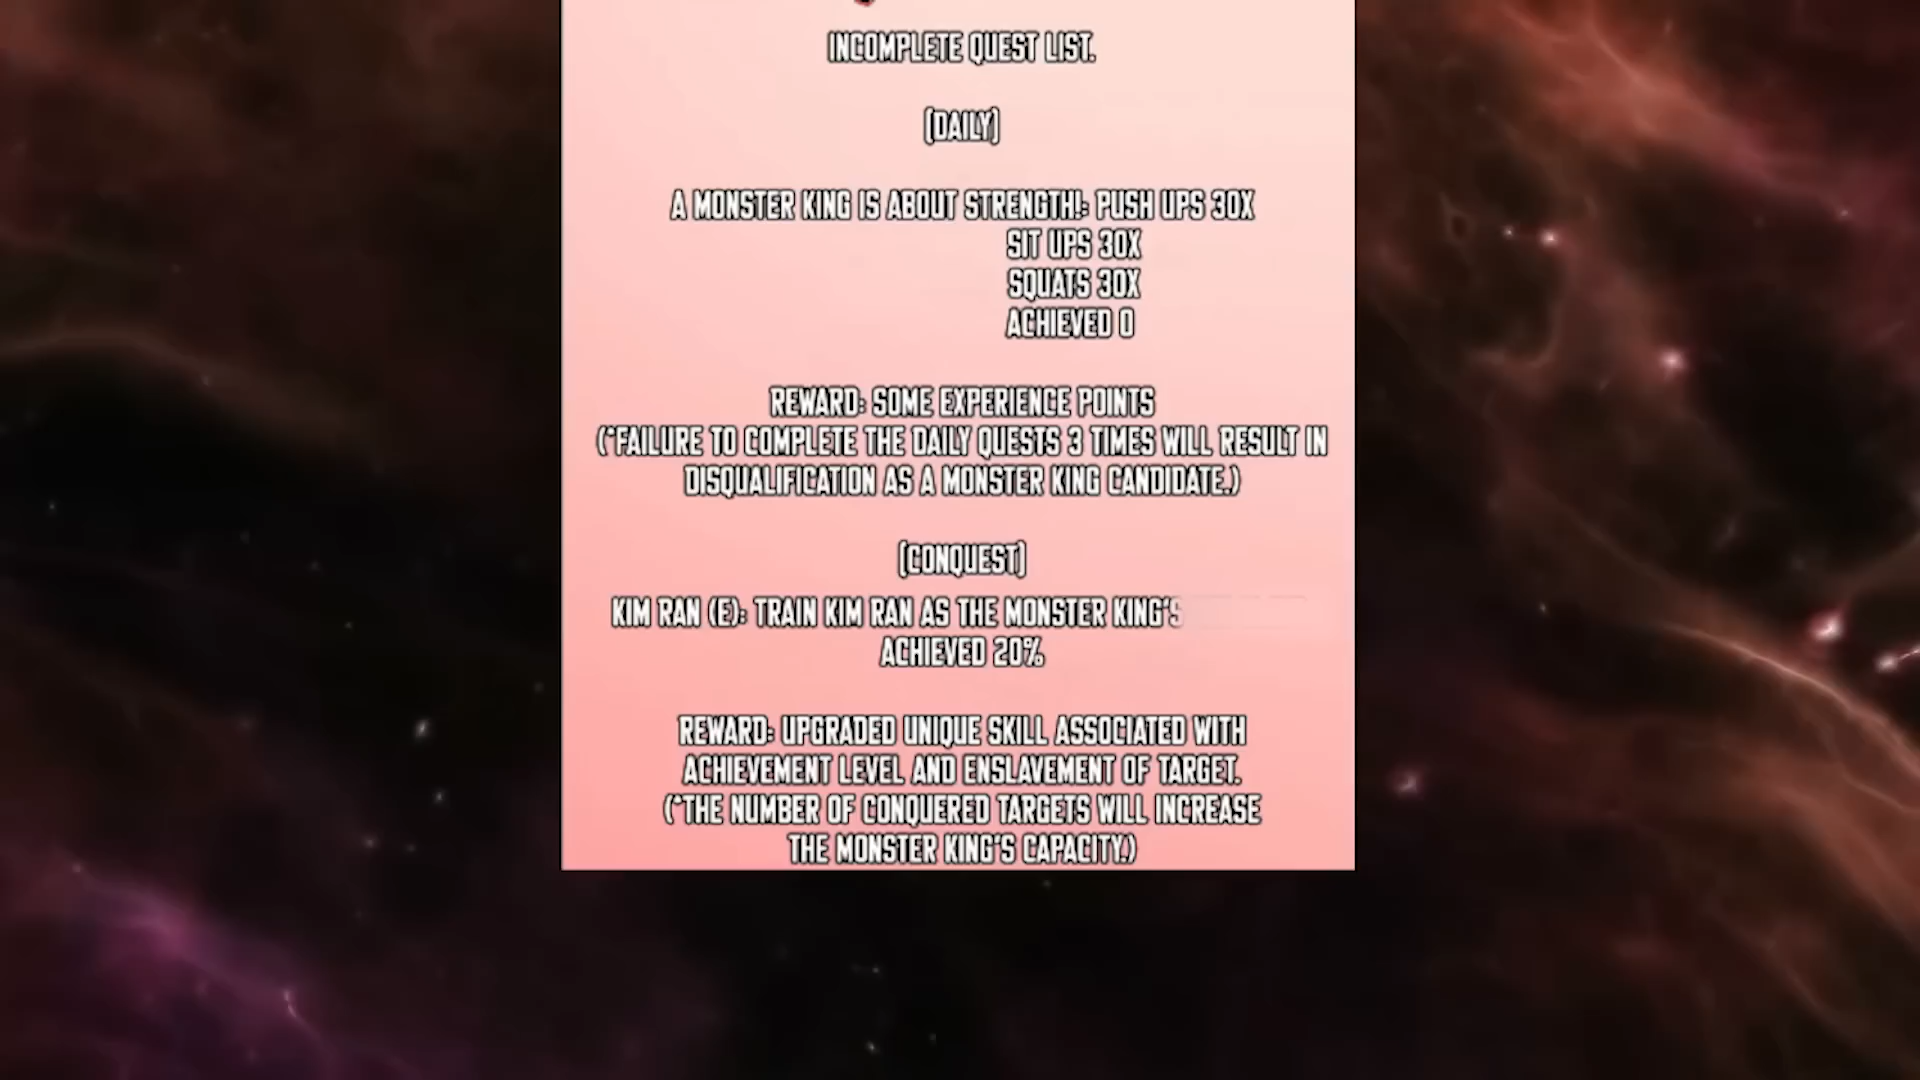 INCOMPLETE QUEST LIST.
[DAILY]
A MONSTER KING IS ABOUT STRENGTH!: PUSH UPS 30X
SIT UPS 30X
SQUATS 30X
ACHIEVED 0
REWARD: SOME EXPERIENCE POINTS
(*FAILURE TO COMPLETE THE DAILY QUESTS 3 TIMES WILL RESULT IN
DISQUALIFICATION AS A MONSTER KING CANDIDATE.)
[CONQUEST]
KIM RAN (E): TRAIN KIM RAN AS THE MONSTER KING'S
ACHIEVED 20%
REWARD: UPGRADED UNIQUE SKILL ASSOCIATED WITH
ACHIEVEMENT LEVEL AND ENSLAVEMENT OF TARGET.
(*THE NUMBER OF CONQUERED TARGETS WILL INCREASE
THE MONSTER KING'S CAPACITY.)